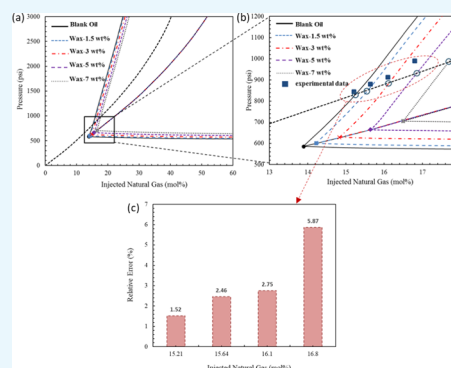 (a)
3000
2500
2000
1500
1000
500
0
Pressure (psi)
Blank Oil
Wax-1.5 wt%
Wax-3 wt%
Wax-5 wt%
Wax-7 wt%
0 10 20 30 40 50 60
Injected Natural Gas (mol%)
(b)
1200
1100
1000
900
800
700
600
500
Pressure (psi)
Blank Oil
Wax-1.5 wt%
Wax-3 wt%
Wax-5 wt%
Wax-7 wt%
experimental data
13 14 15 16 17
Injected Natural Gas (mol%)
(c)
7
6
5
4
3
2
1
0
Relative Error (%)
1.52
2.46
2.75
5.87
15.21 15.64 16.1 16.8
Injected Natural Gas (mol%)